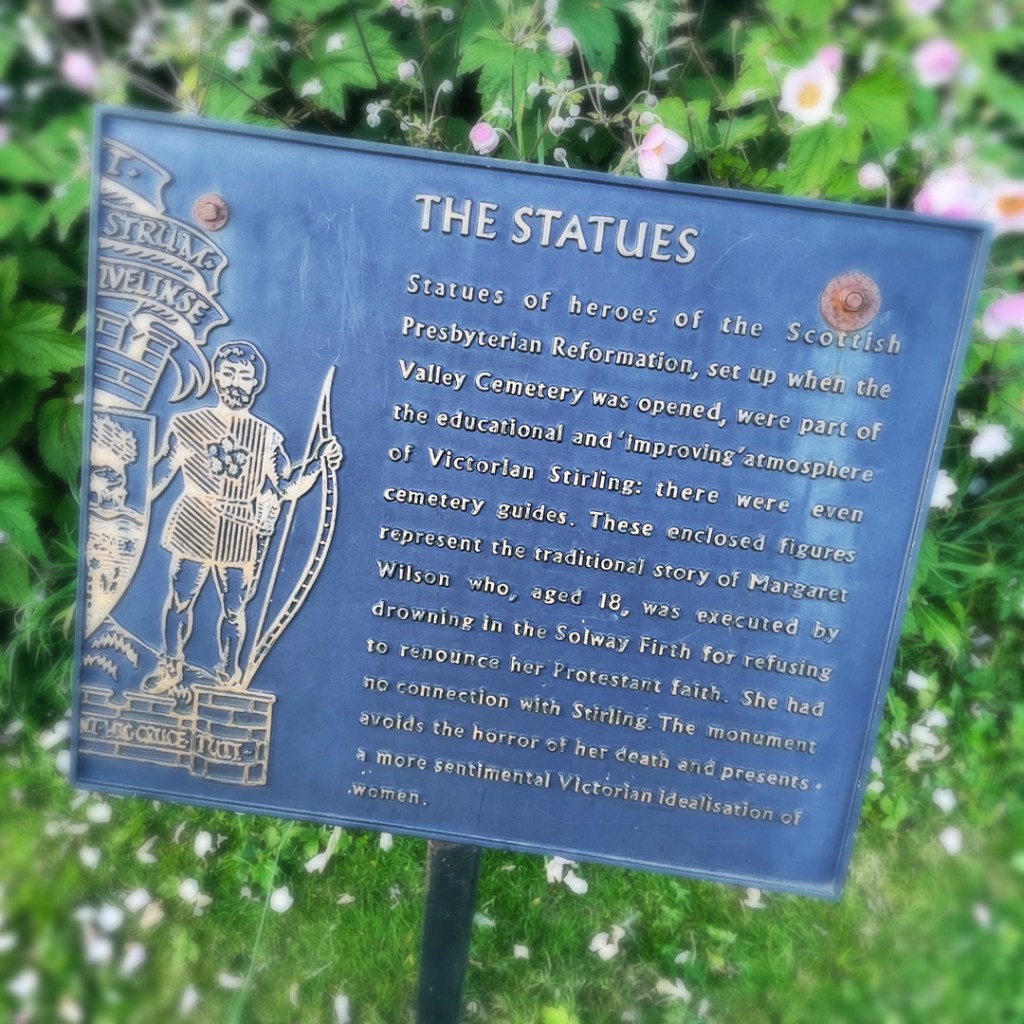 THE STATUES
Statues of heroes of the Scottish
Presbyterian Reformation, set up when the
Valley Cemetery was opened, were part of
the educational and 'improving' atmosphere
of Victorian Stirling: there were even
cemetery guides. These enclosed figures
represent the traditional story of Margaret
Wilson who, aged 18, was executed by
drowning in the Solway Firth for refusing
to renounce her Protestant faith. She had
no connection with Stirling. The monument
avoids the horror of her death and presents
a more sentimental Victorian idealisation of
women.
STRUM:
IVELINSE
CRUCE TUIT